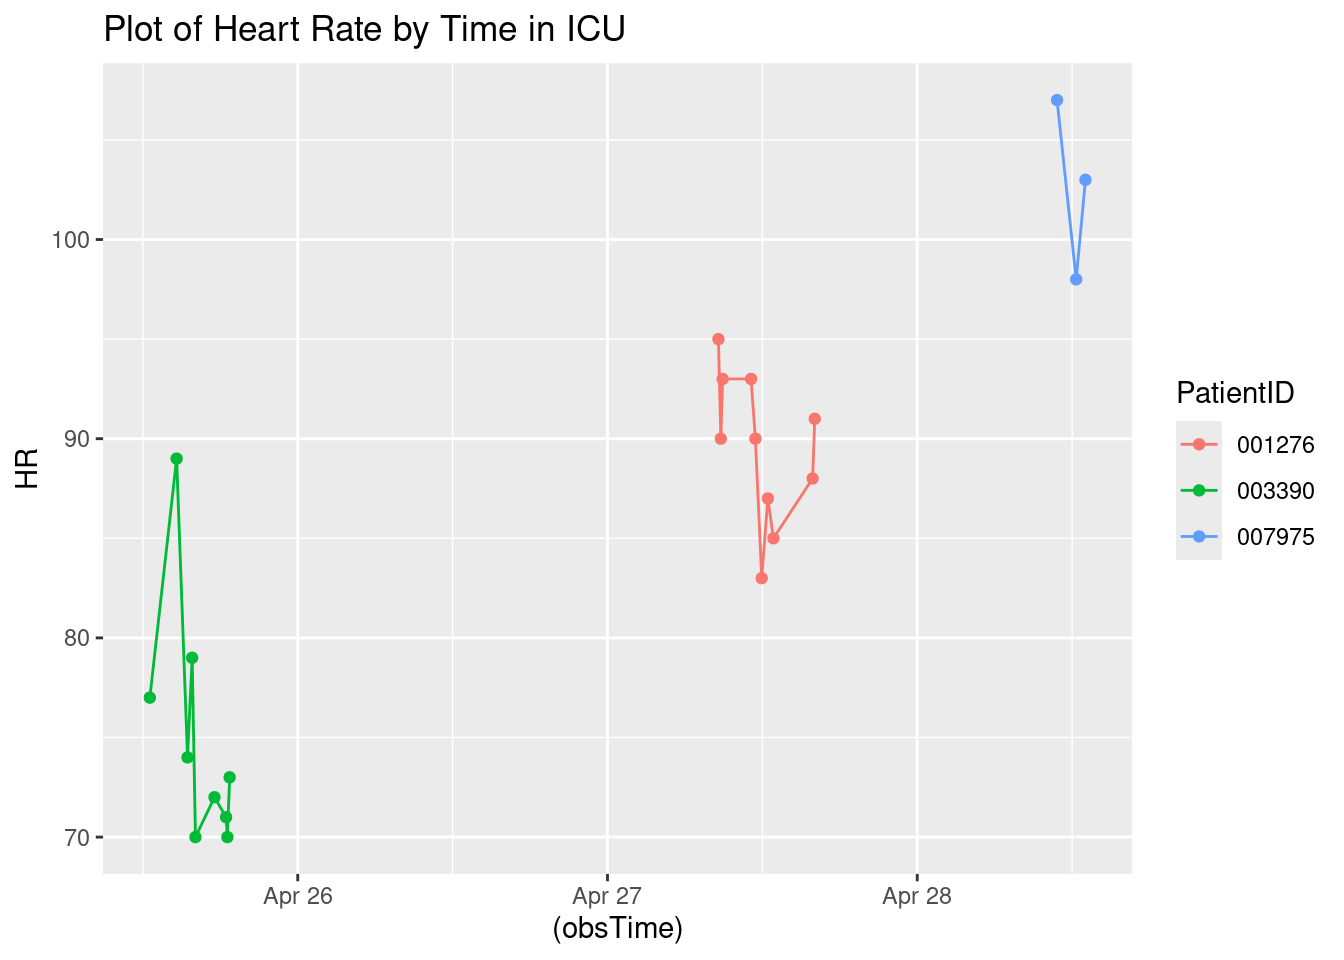 Plot of Heart Rate by Time in ICU
HR
100
90
80
70
Apr 26
Apr 27
Apr 28
(obsTime)
PatientID
001276
003390
007975